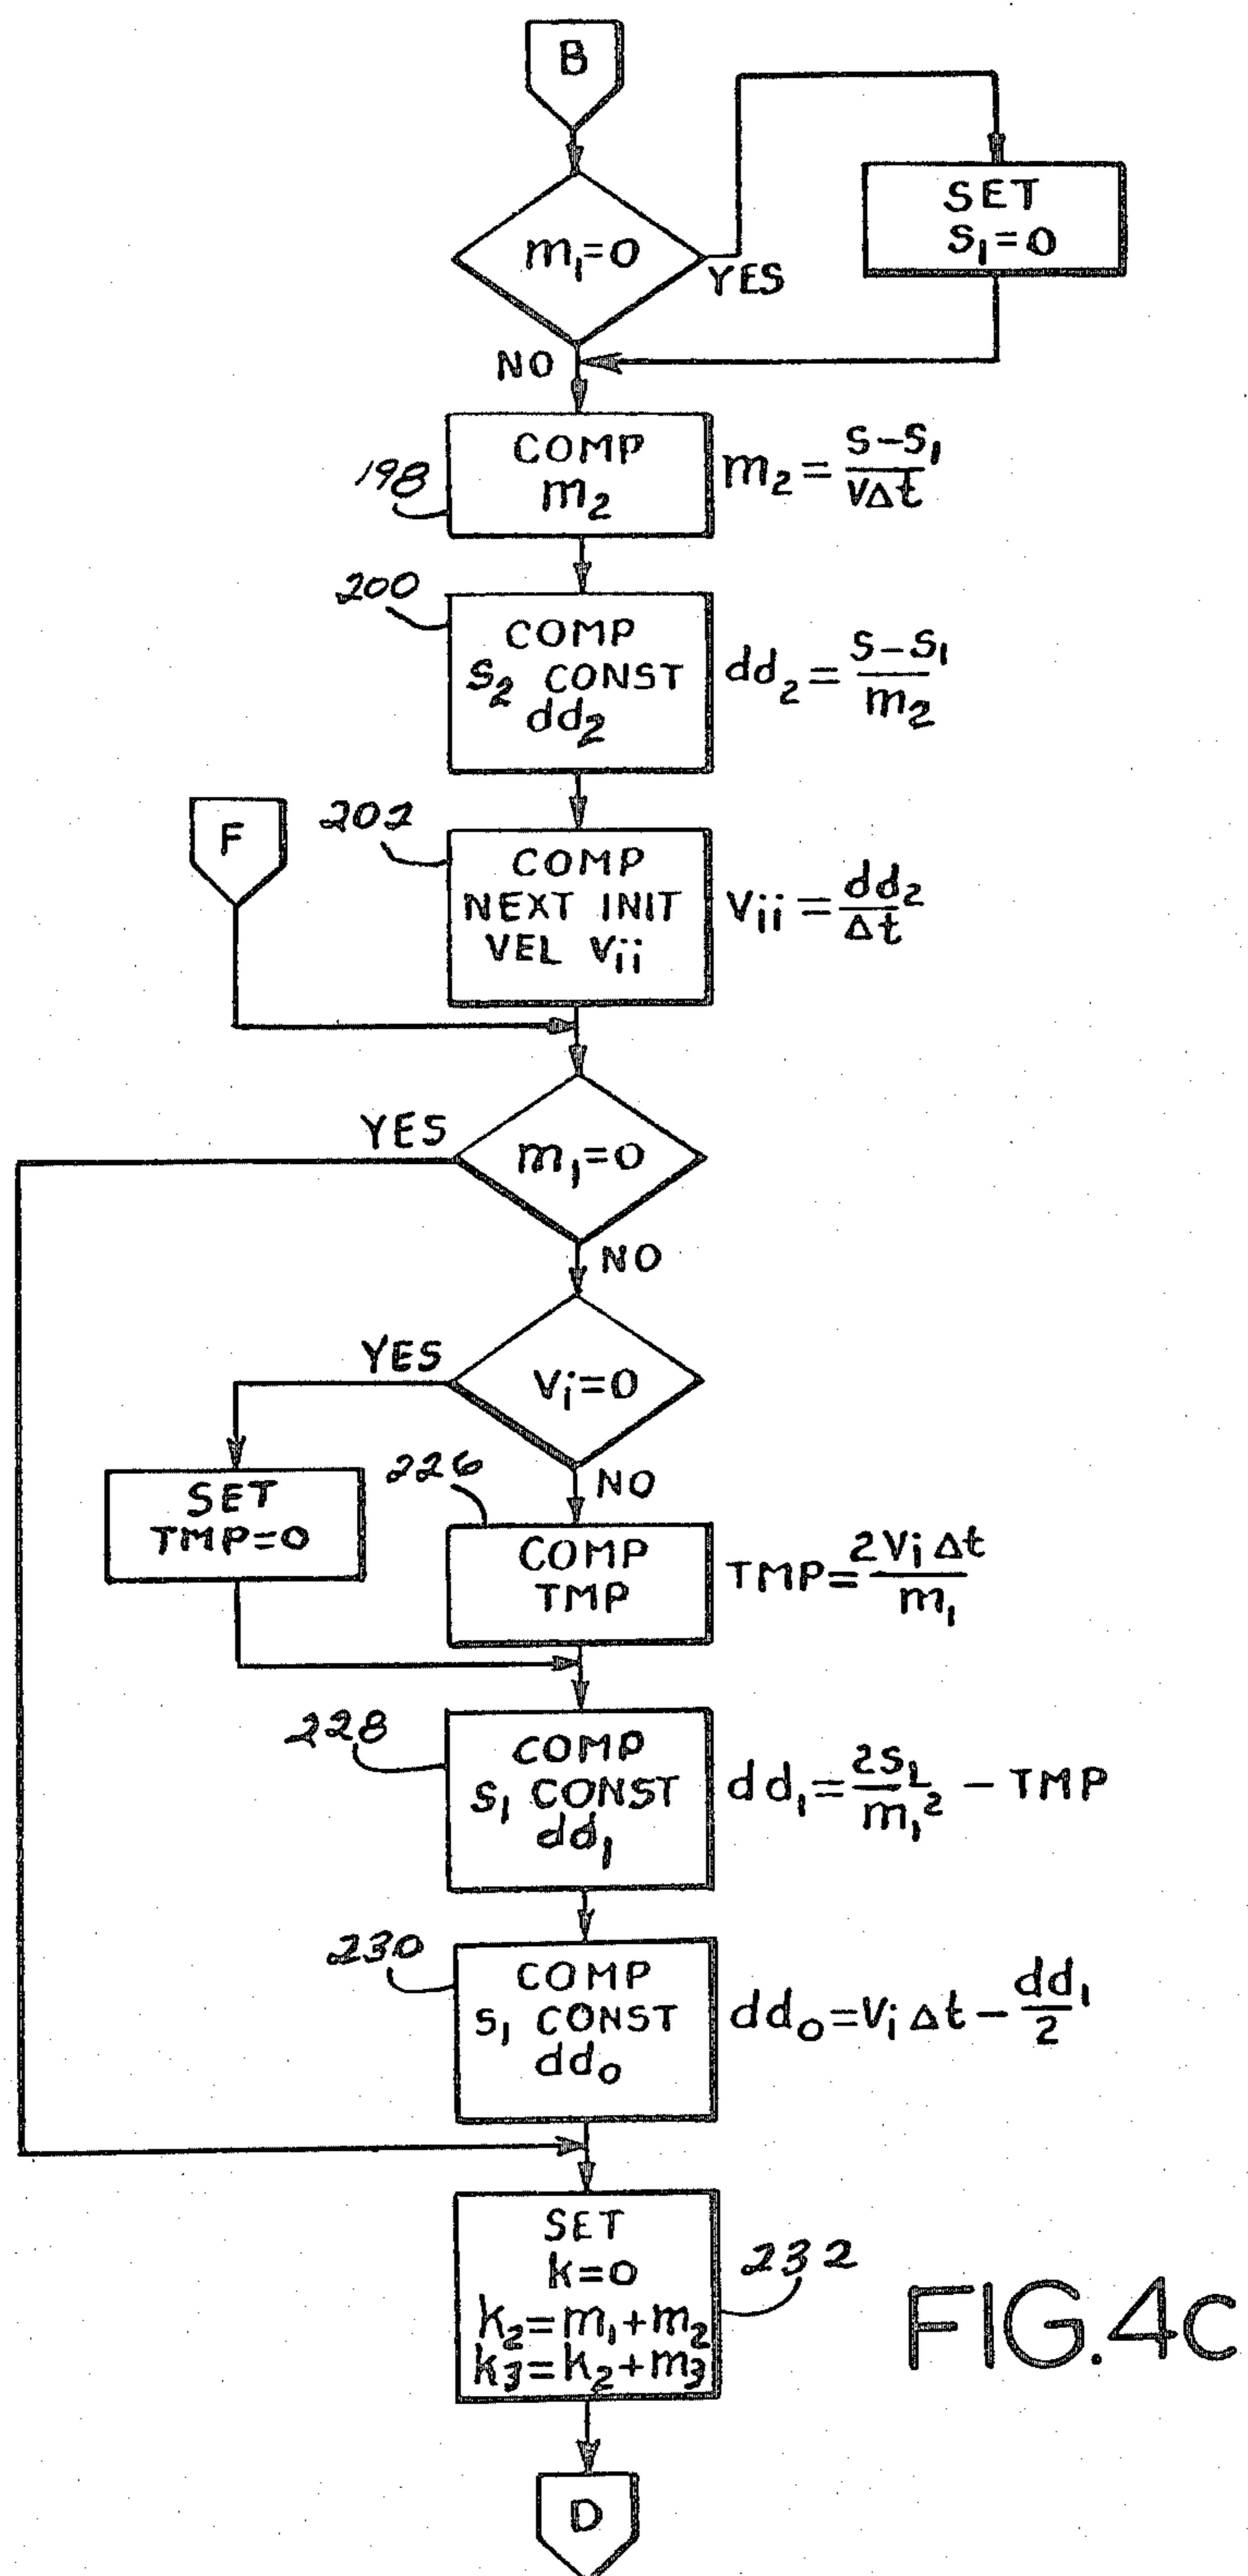 B
m₁=0
YES
SET
S₁=0
NO
198
COMP
m₂
m₂ = (S-S₁)/(VΔt)
200
COMP
S₂ CONST
dd₂
dd₂ = (S-S₁)/m₂
F
202
COMP
NEXT INIT
VEL Vᵢᵢ
Vᵢᵢ = dd₂/Δt
YES
m₁=0
NO
YES
Vᵢ=0
NO
SET
TMP=0
226
COMP
TMP
TMP = 2VᵢΔt/m₁
228
COMP
S₁ CONST
dd₁
dd₁ = 2S₁/m₁² - TMP
230
COMP
S₁ CONST
dd₀
dd₀ = VᵢΔt - dd₁/2
SET
k=0
k₂=m₁+m₂
k₃=k₂+m₃
232
FIG.4C
D